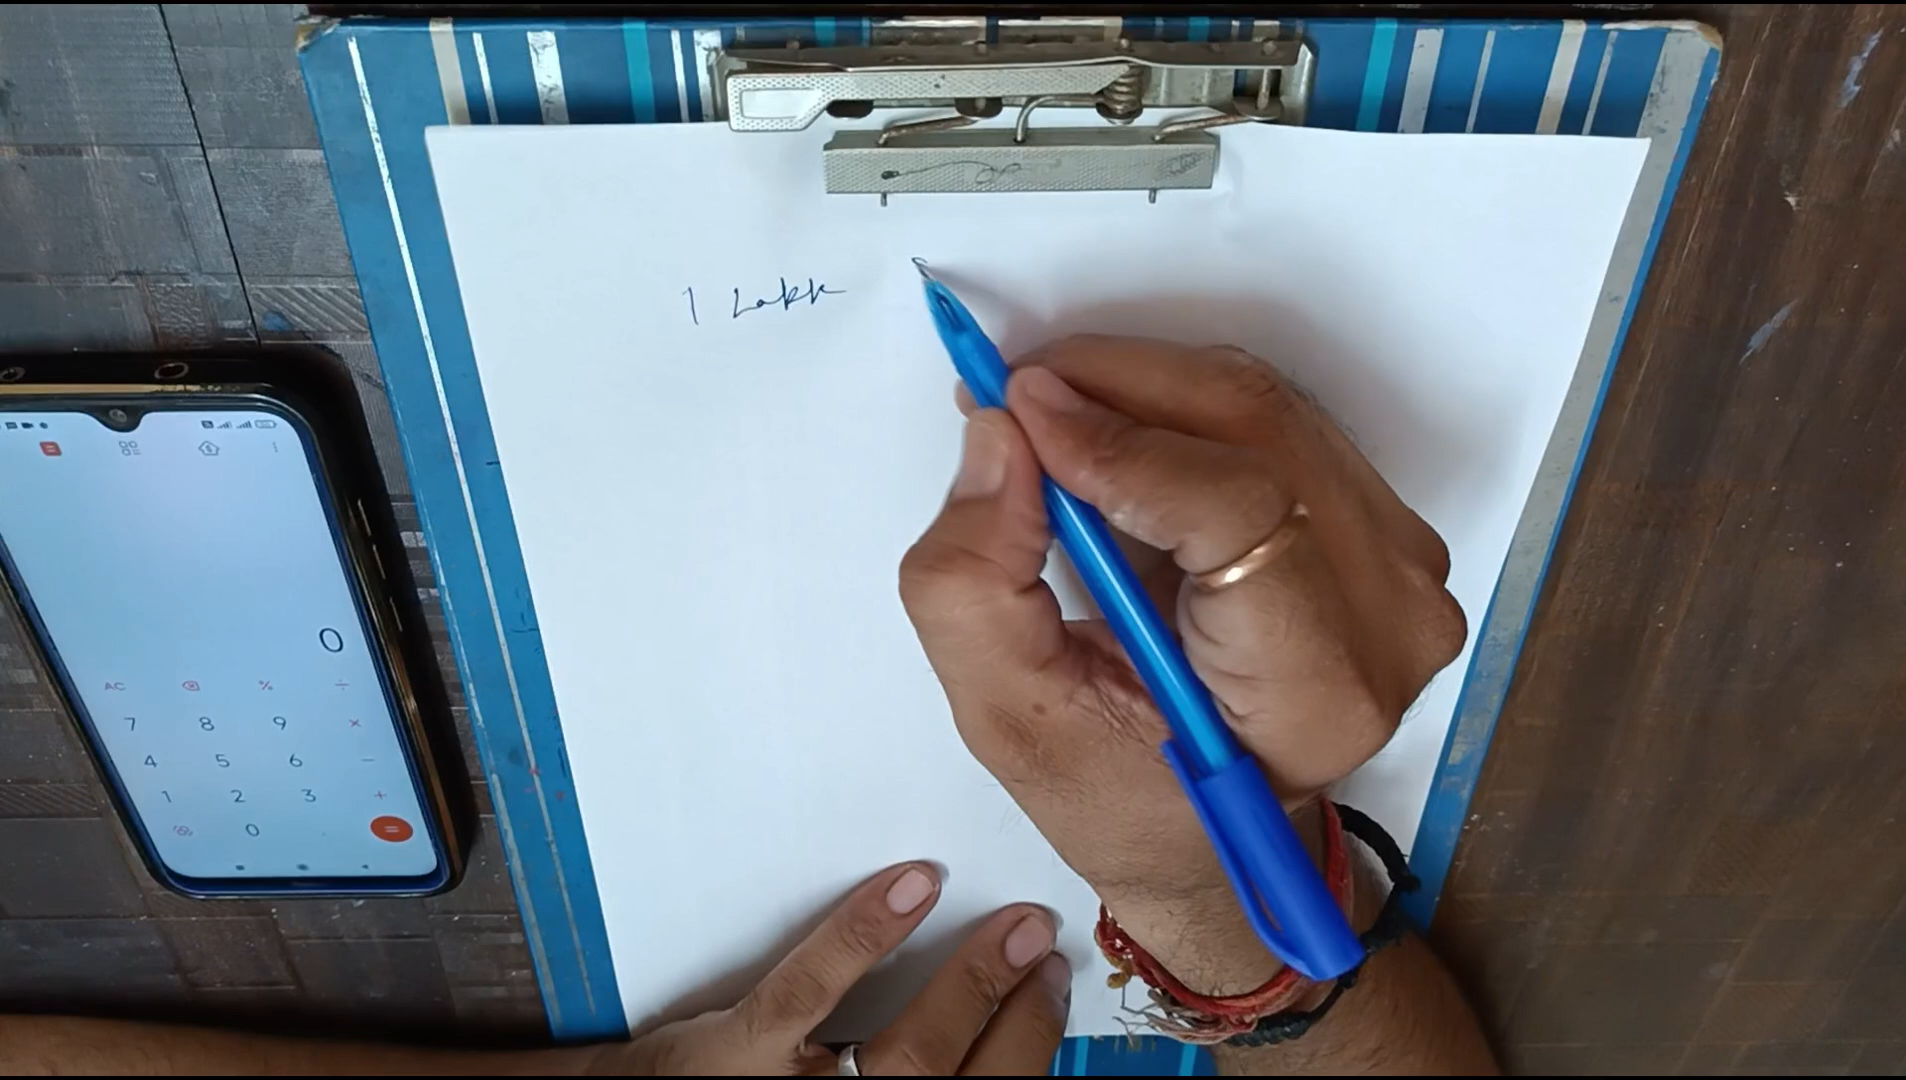 1 Lakh
0
AC %  ÷
7 8 9 ×
4 5 6 −
1 2 3 +
0 . =